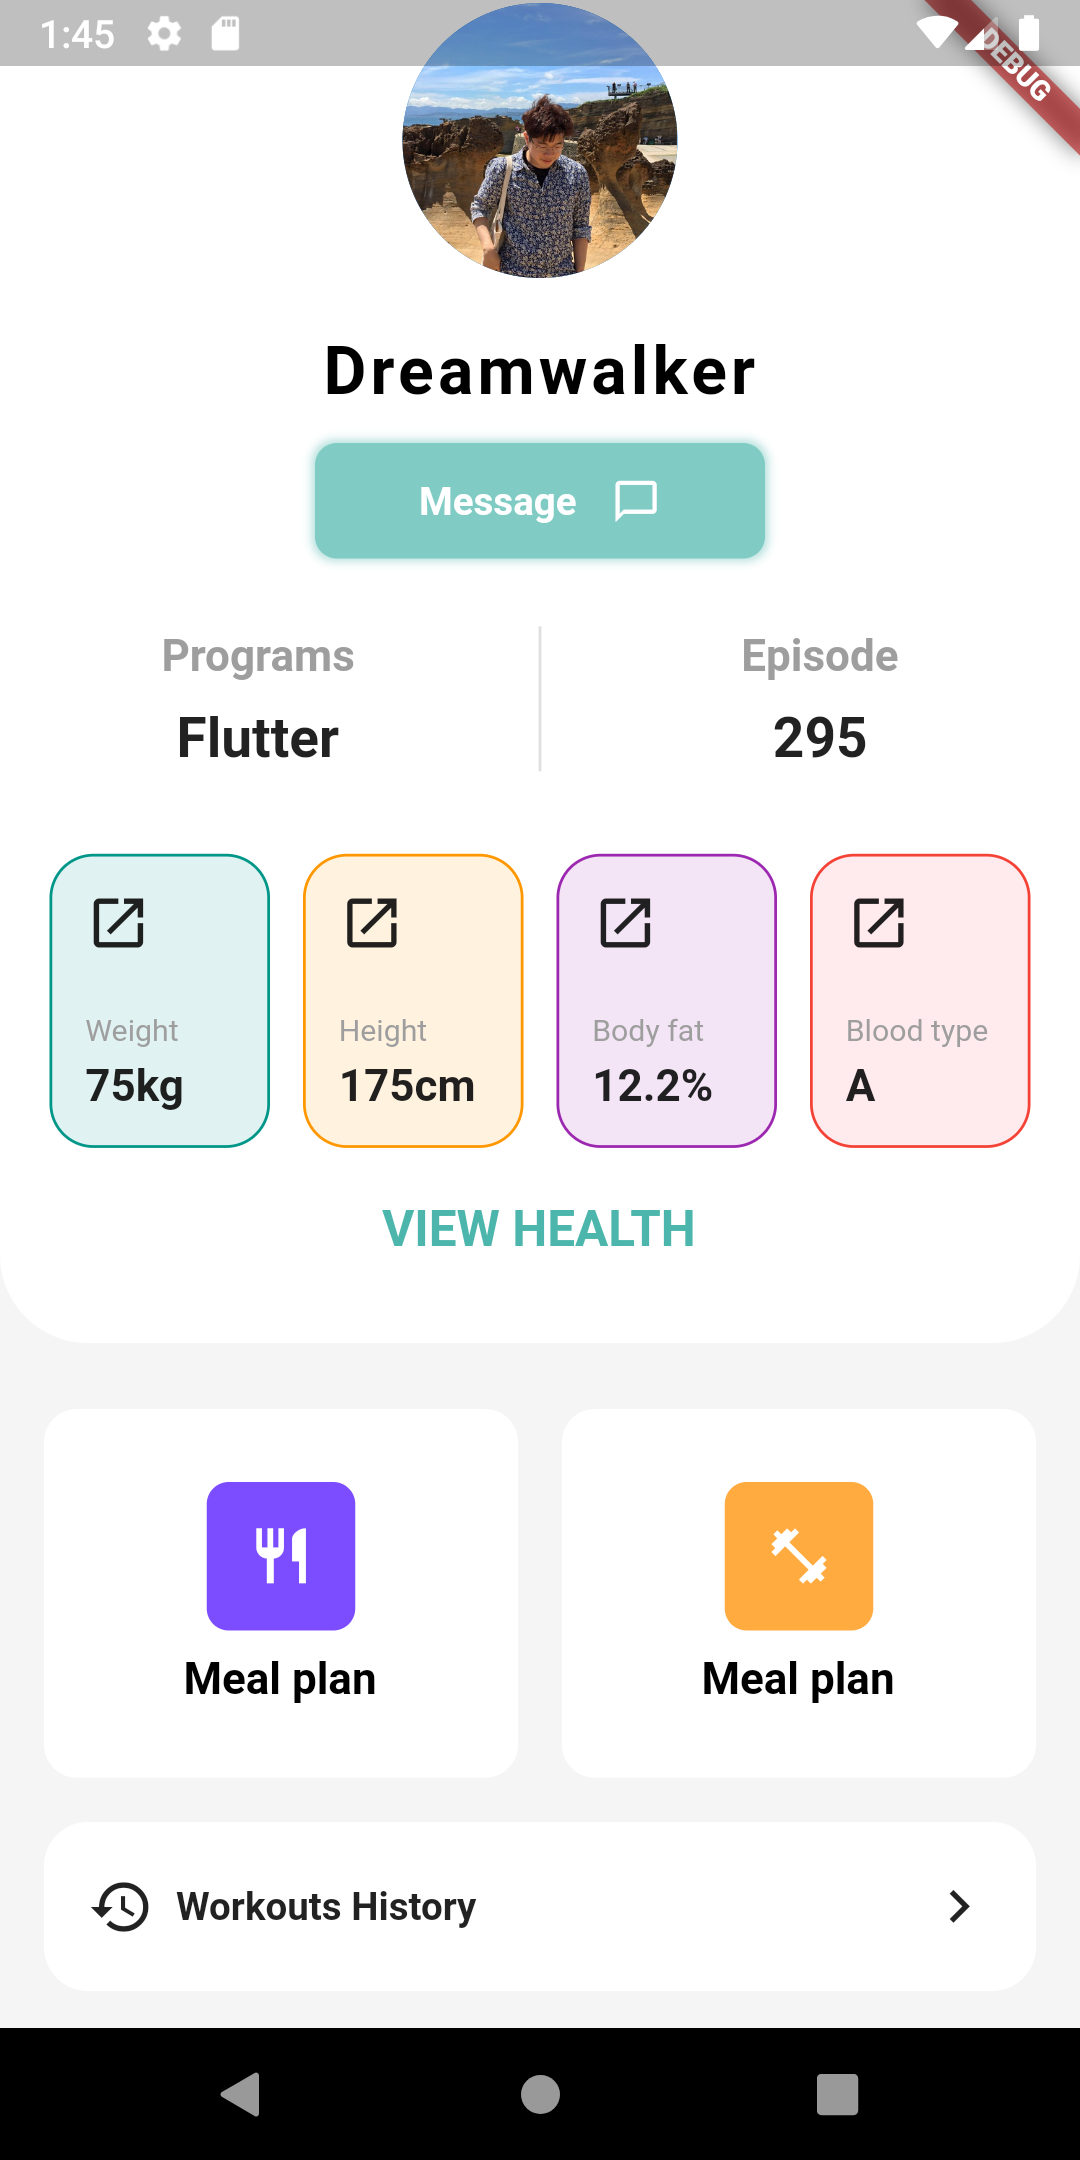 1:45
DEBUG
Dreamwalker
Message
Programs
Episode
Flutter
295
Weight
Height
Body fat
Blood type
75kg
175cm
12.2%
A
VIEW HEALTH
Meal plan
Meal plan
Workouts History